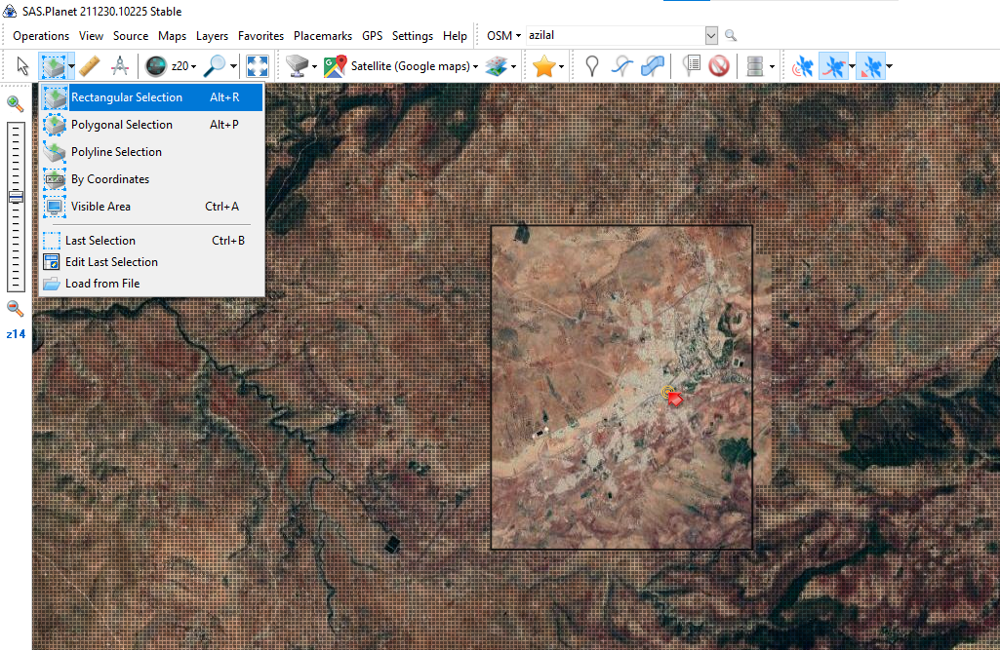 SAS.Planet 211230.10225 Stable
Operations View Source Maps Layers Favorites Placemarks GPS Settings Help OSM azilal
z20 Satellite (Google maps)
Rectangular Selection Alt+R
Polygonal Selection Alt+P
Polyline Selection
By Coordinates
Visible Area Ctrl+A
Last Selection Ctrl+B
Edit Last Selection
Load from File
z14